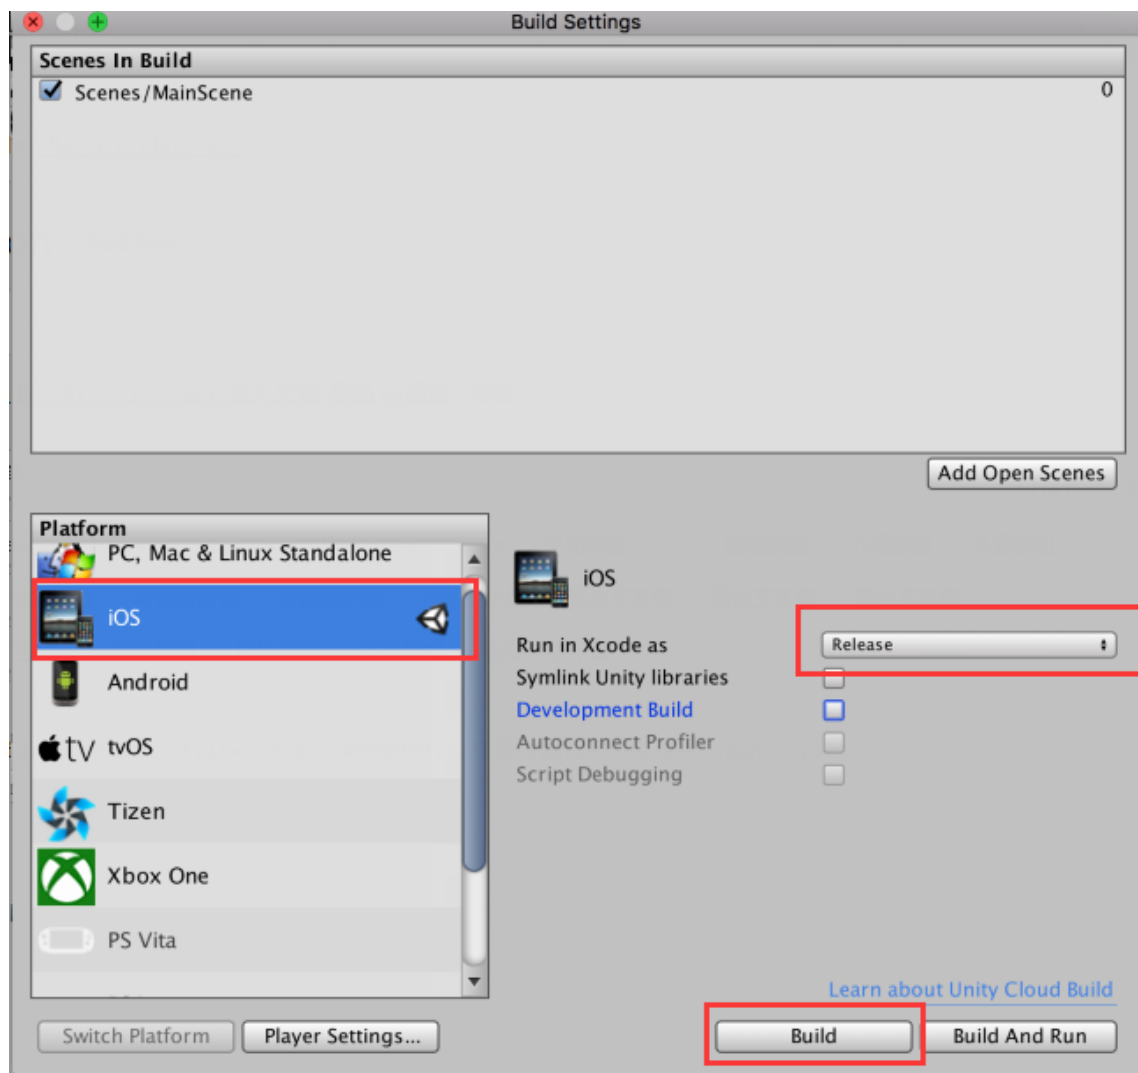 Build Settings
Scenes In Build
Scenes/MainScene 0
Add Open Scenes
Platform
PC, Mac & Linux Standalone
iOS
Android
tv tvOS
Tizen
Xbox One
PS Vita
iOS
Run in Xcode as Release
Symlink Unity libraries
Development Build
Autoconnect Profiler
Script Debugging
Learn about Unity Cloud Build
Switch Platform Player Settings... Build Build And Run